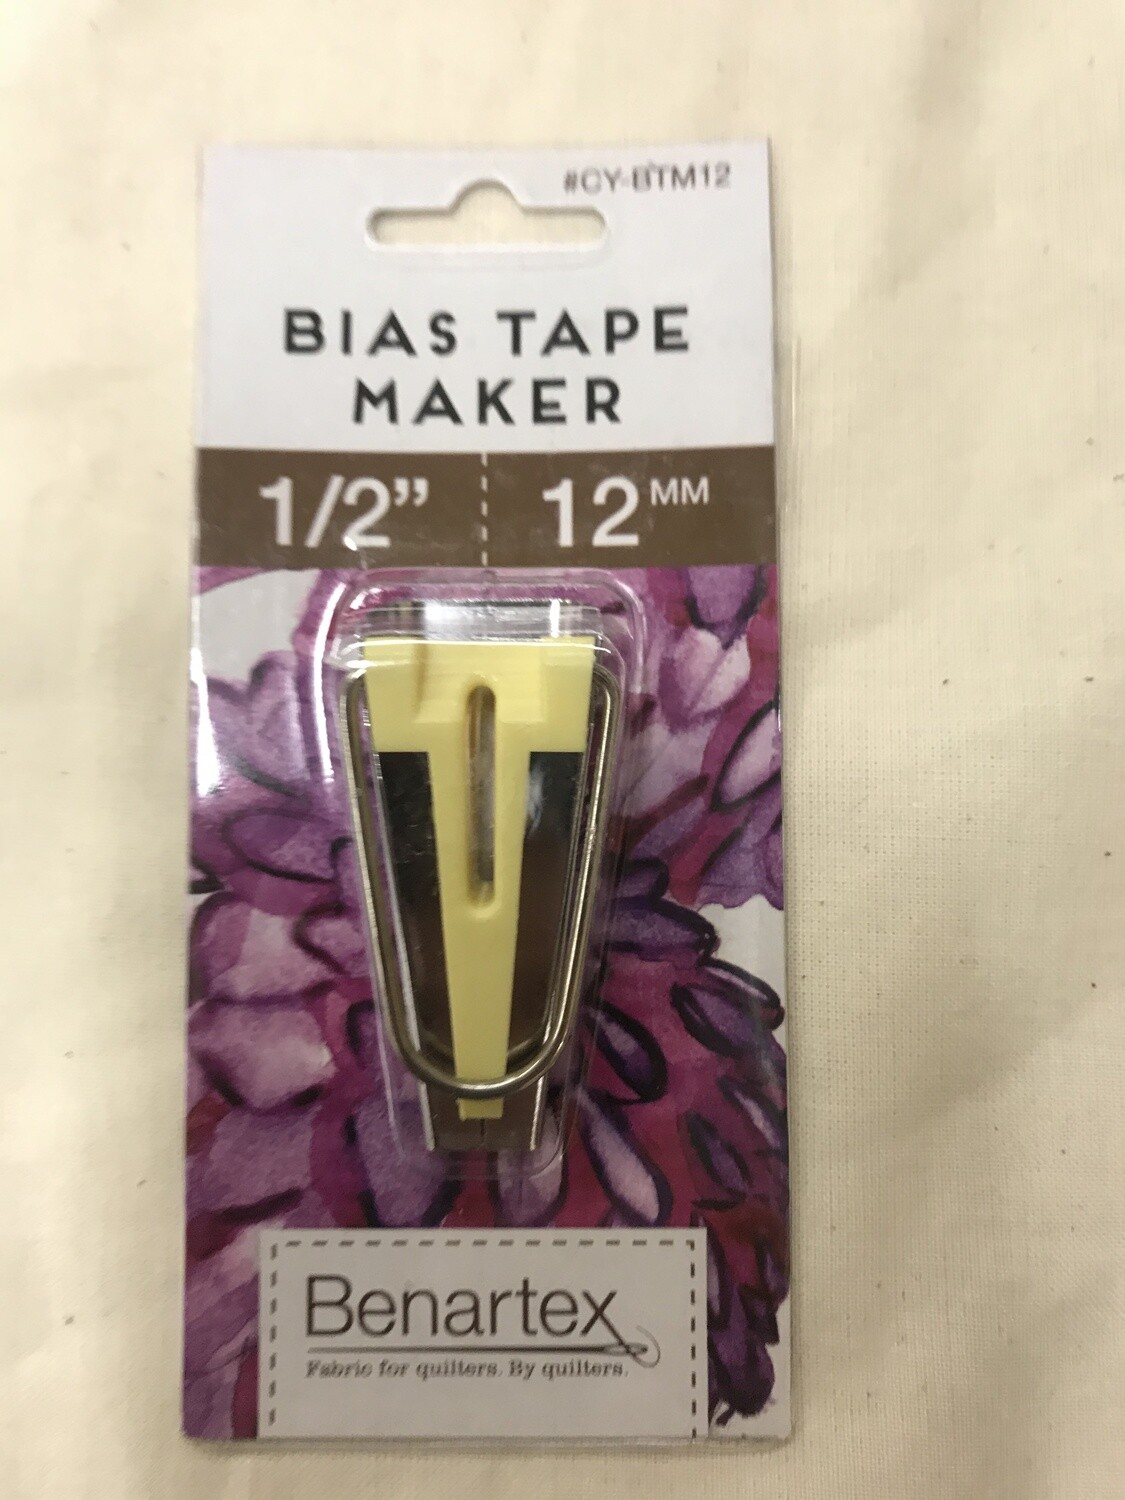 #CY-BTM12
BIAS TAPE
MAKER
1/2” 12 MM
Benartex
Fabric for quilters. By quilters.